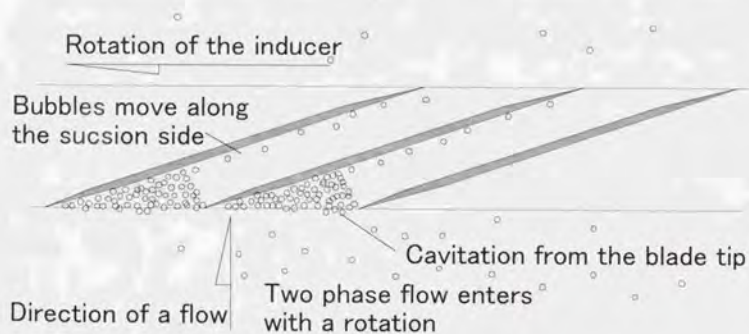 Rotation of the inducer
Bubbles move along
the sucsion side
Cavitation from the blade tip
Direction of a flow
Two phase flow enters
with a rotation